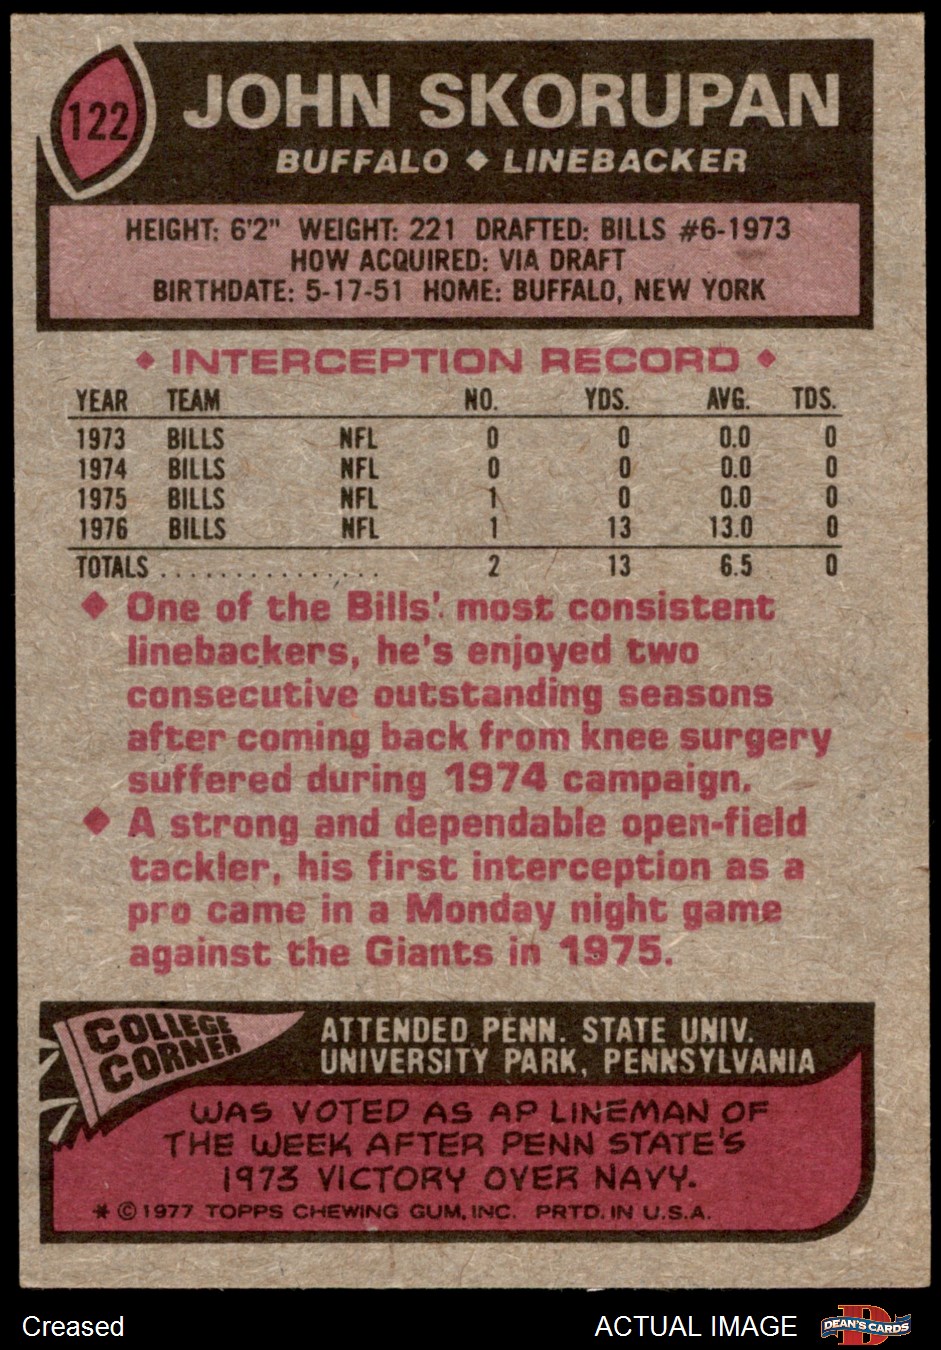 122
JOHN SKORUPAN
BUFFALO ◆ LINEBACKER
HEIGHT: 6'2" WEIGHT: 221 DRAFTED: BILLS #6-1973
HOW ACQUIRED: VIA DRAFT
BIRTHDATE: 5-17-51 HOME: BUFFALO, NEW YORK
◆ INTERCEPTION RECORD ◆
YEAR TEAM NO. YDS. AVG. TDS.
1973 BILLS NFL 0 0 0.0 0
1974 BILLS NFL 0 0 0.0 0
1975 BILLS NFL 1 0 0.0 0
1976 BILLS NFL 1 13 13.0 0
TOTALS ............... 2 13 6.5 0
◆ One of the Bills' most consistent
linebackers, he's enjoyed two
consecutive outstanding seasons
after coming back from knee surgery
suffered during 1974 campaign.
◆ A strong and dependable open-field
tackler, his first interception as a
pro came in a Monday night game
against the Giants in 1975.
COLLEGE
CORNER
ATTENDED PENN. STATE UNIV.
UNIVERSITY PARK, PENNSYLVANIA
WAS VOTED AS AP LINEMAN OF
THE WEEK AFTER PENN STATE'S
1973 VICTORY OVER NAVY.
* © 1977 TOPPS CHEWING GUM, INC. PRTD. IN U.S.A.
Creased
ACTUAL IMAGE
D
DEAN'S CARDS